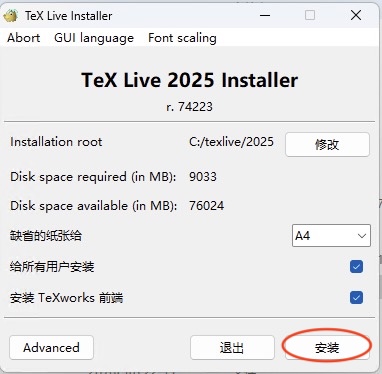 TeX Live Installer
Abort GUI language Font scaling
TeX Live 2025 Installer
r. 74223
Installation root C:/texlive/2025 修改
Disk space required (in MB): 9033
Disk space available (in MB): 76024
缺省的纸张给 A4
给所有用户安装
安装 TeXworks 前端
Advanced 退出 安装